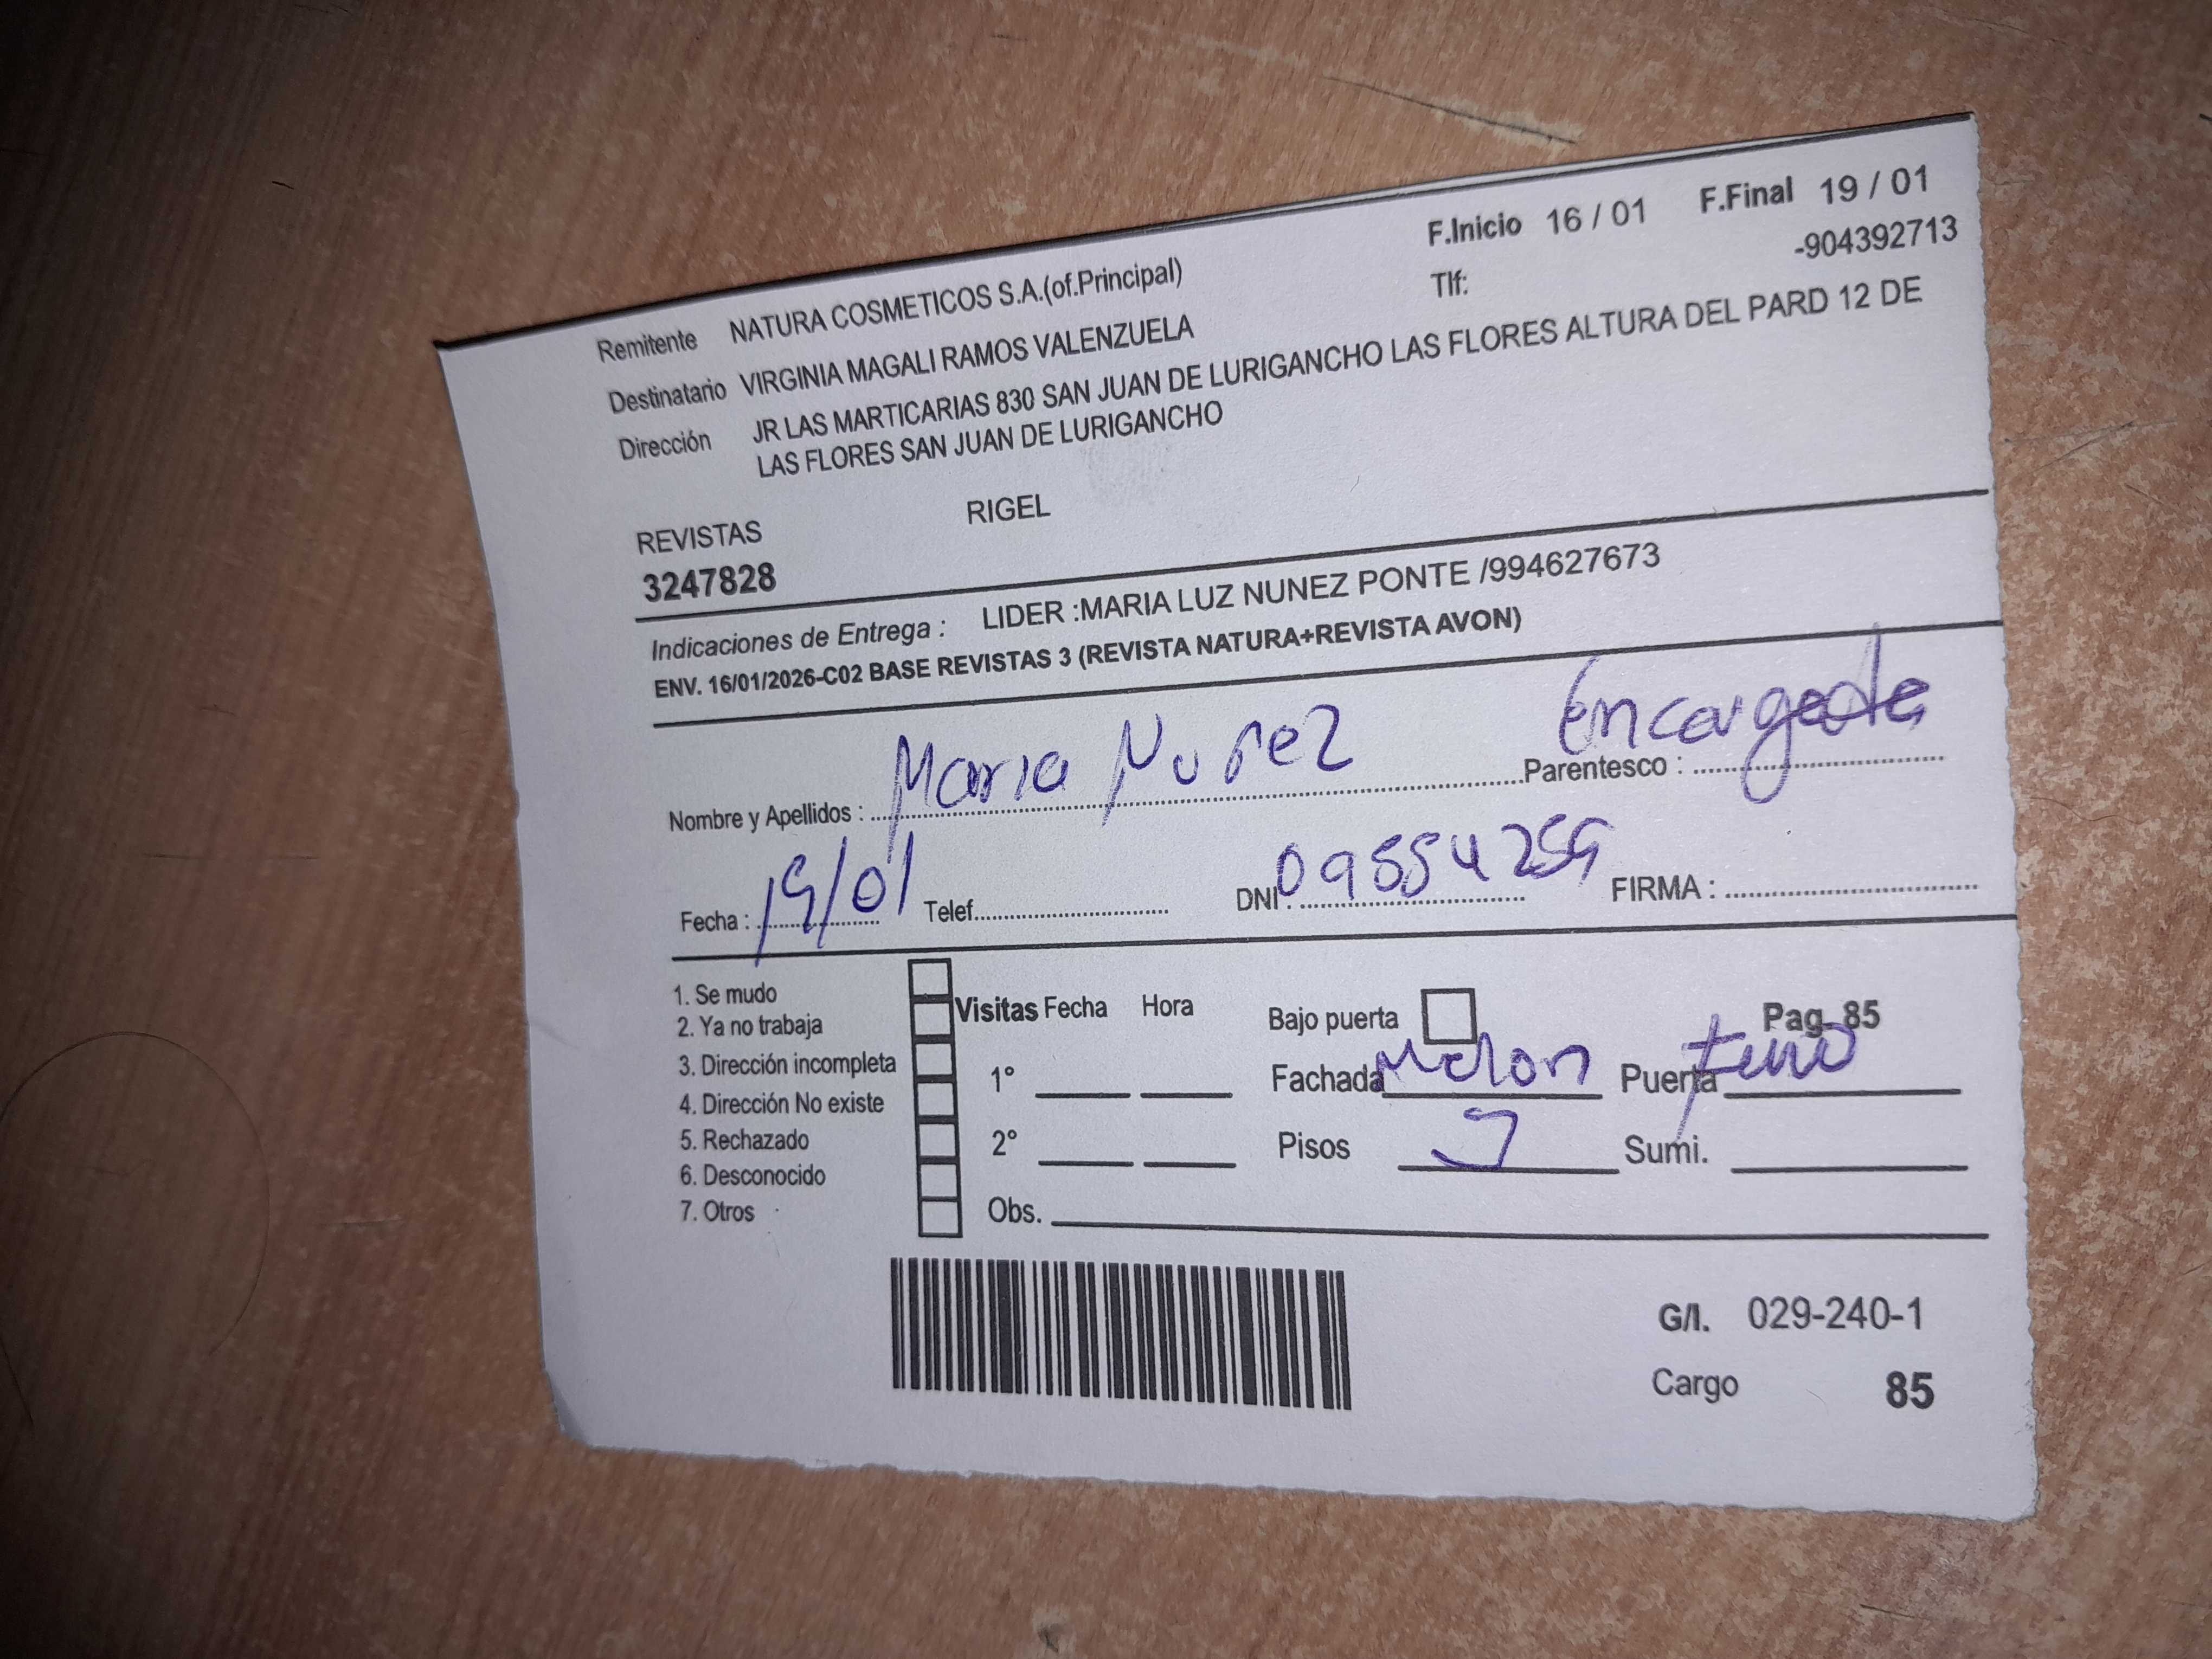 F.Inicio 16 / 01 F.Final 19 / 01
Remitente NATURA COSMETICOS S.A.(of.Principal) Tlf: -904392713
Destinatario VIRGINIA MAGALI RAMOS VALENZUELA
Dirección JR LAS MARTICARIAS 830 SAN JUAN DE LURIGANCHO LAS FLORES ALTURA DEL PARD 12 DE
LAS FLORES SAN JUAN DE LURIGANCHO
REVISTAS RIGEL
3247828
Indicaciones de Entrega : LIDER :MARIA LUZ NUNEZ PONTE /994627673
ENV. 16/01/2026-C02 BASE REVISTAS 3 (REVISTA NATURA+REVISTA AVON)
Nombre y Apellidos : Maria Nuñez Parentesco : Encargada
Fecha : 19/01 Telef. DNI : FIRMA :
1. Se mudo
2. Ya no trabaja
3. Dirección incompleta
4. Dirección No existe
5. Rechazado
6. Desconocido
7. Otros
Visitas Fecha Hora Bajo puerta Pag. 85
1° Fachada Melon Puerta
2° Pisos Sumi.
Obs.
G/I. 029-240-1
Cargo 85